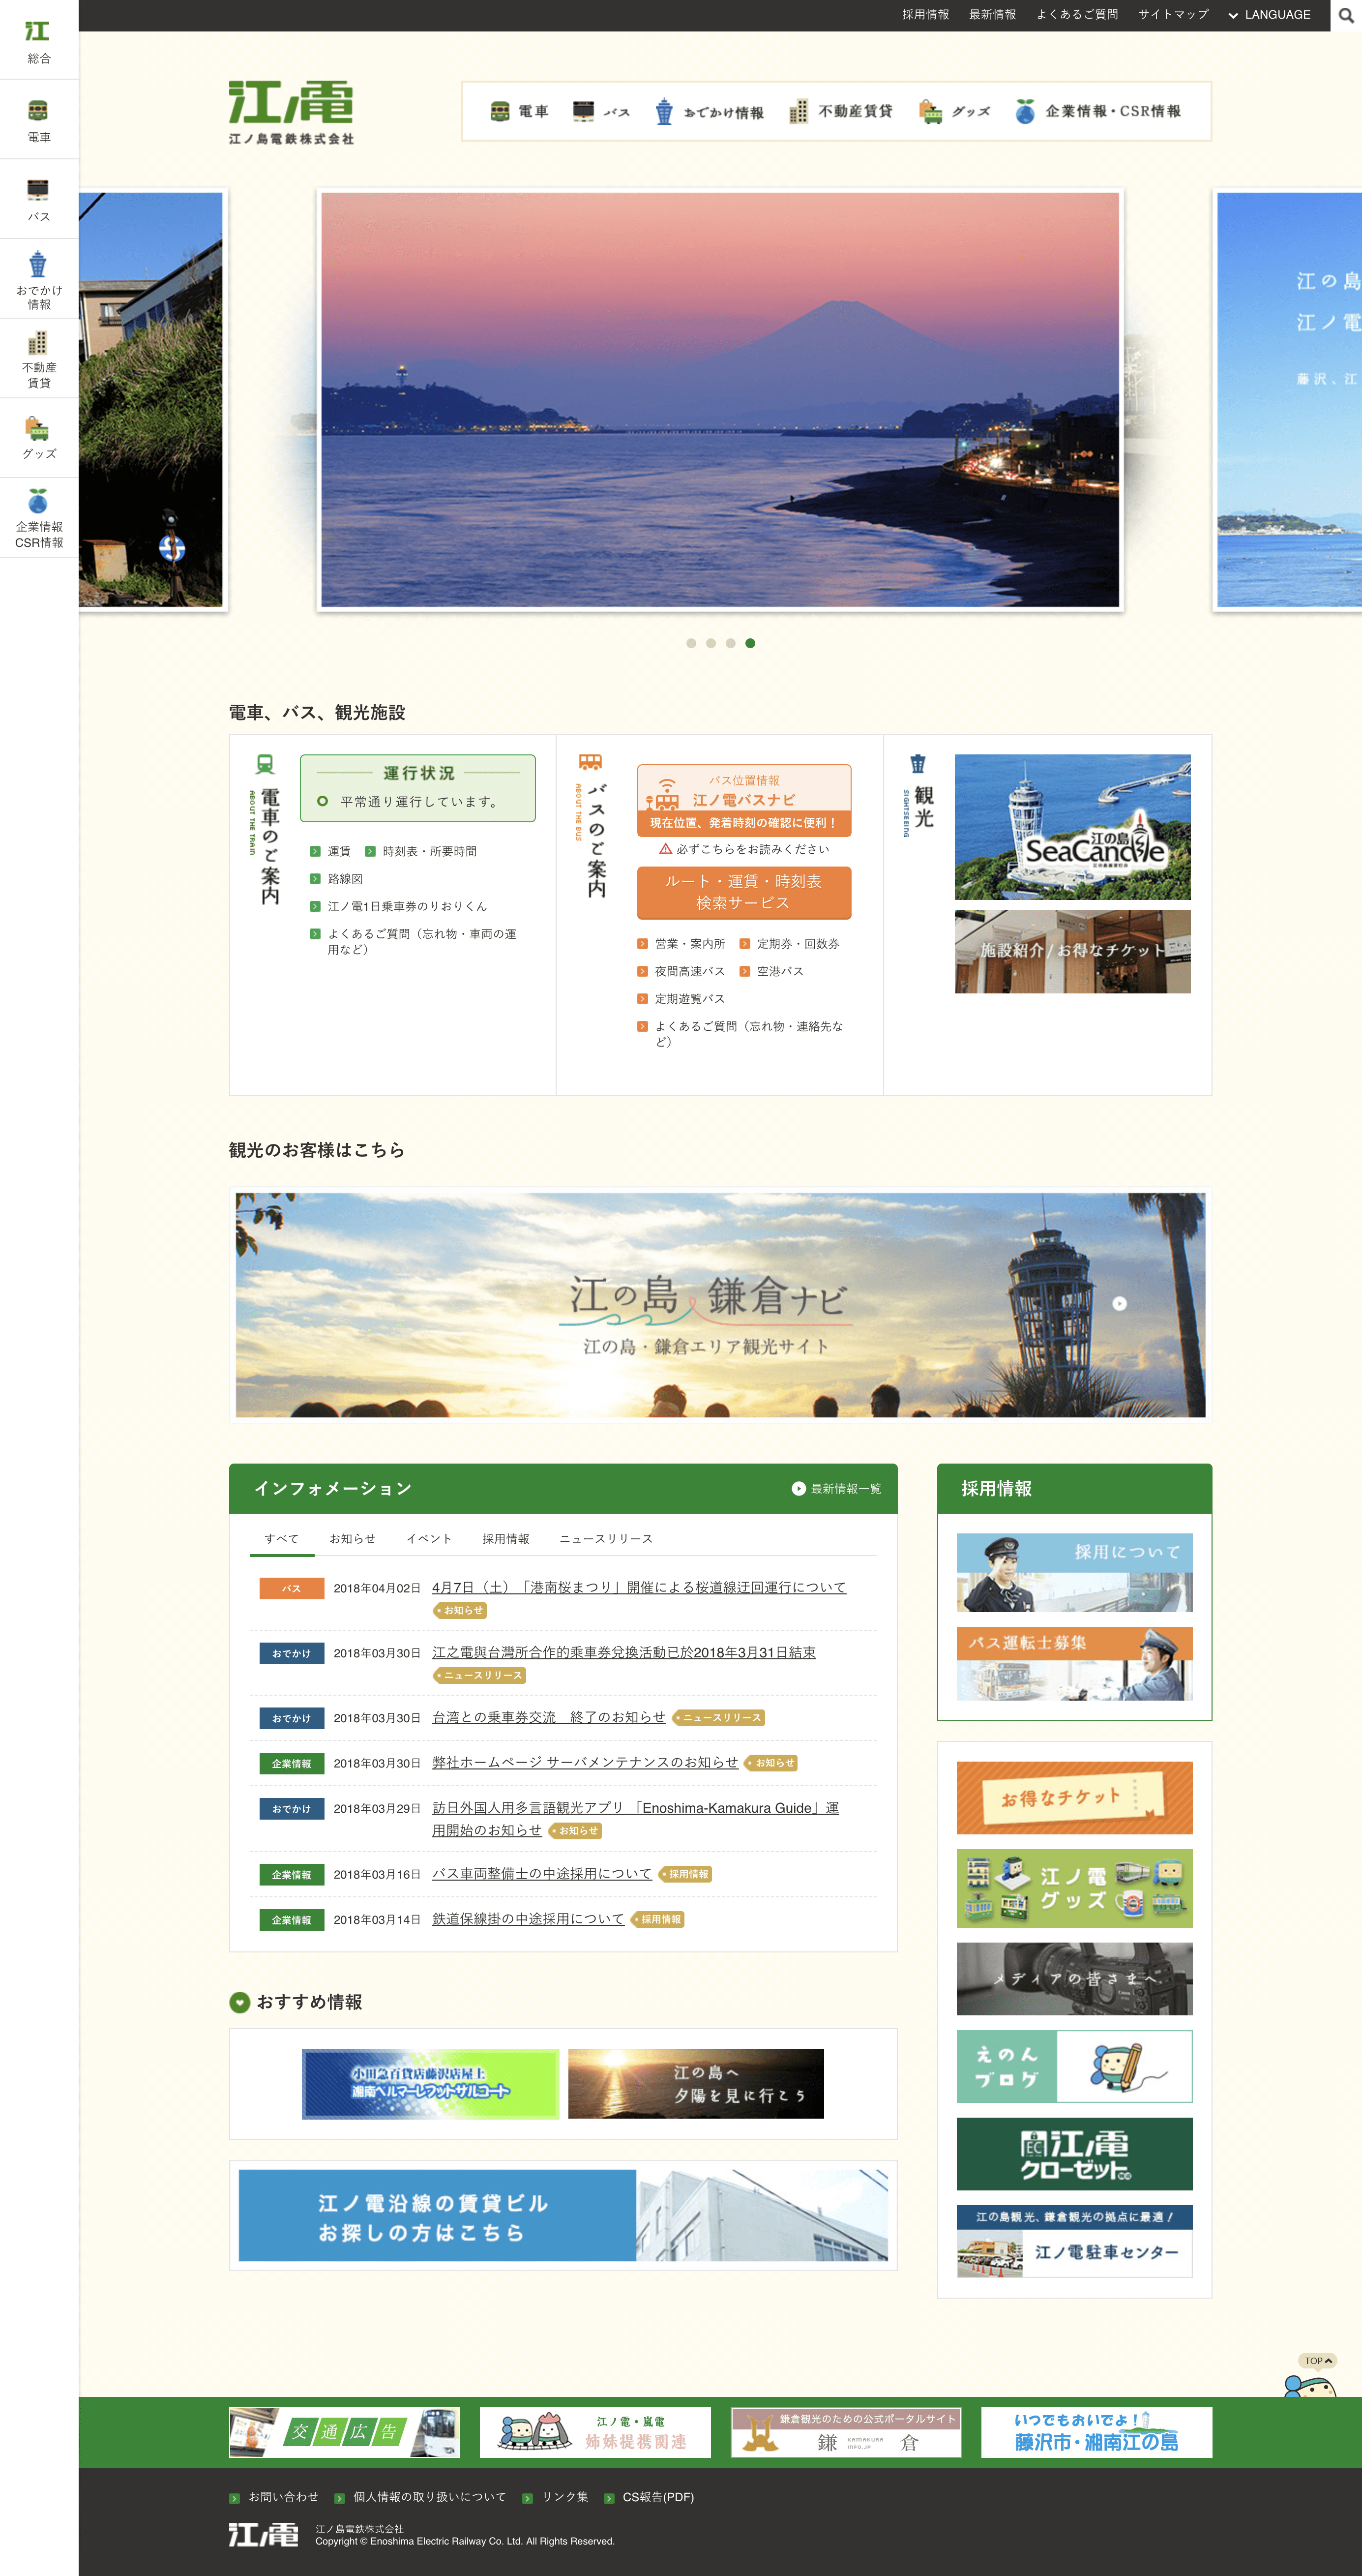 江
総合
電車
バス
おでかけ
情報
不動産
賃貸
グッズ
企業情報
CSR情報
採用情報 最新情報 よくあるご質問 サイトマップ LANGUAGE
江ノ電
江ノ島電鉄株式会社
電車 バス おでかけ情報 不動産賃貸 グッズ 企業情報・CSR情報
江の島
江ノ電
藤沢、江
電車、バス、観光施設
電車のご案内
ABOUT THE TRAIN
運行状況
平常通り運行しています。
運賃 時刻表・所要時間
路線図
江ノ電1日乗車券のりおりくん
よくあるご質問（忘れ物・車両の運
用など）
バスのご案内
ABOUT THE BUS
バス位置情報
江ノ電バスナビ
現在位置、発着時刻の確認に便利！
必ずこちらをお読みください
ルート・運賃・時刻表
検索サービス
営業・案内所 定期券・回数券
夜間高速バス 空港バス
定期遊覧バス
よくあるご質問（忘れ物・連絡先な
ど）
観光
SIGHTSEEING
江の島
SeaCandle
施設紹介/お得なチケット
観光のお客様はこちら
江の島 鎌倉ナビ
江の島・鎌倉エリア観光サイト
インフォメーション 最新情報一覧
すべて お知らせ イベント 採用情報 ニュースリリース
バス 2018年04月02日 4月7日（土）「港南桜まつり」開催による桜道線迂回運行について
お知らせ
おでかけ 2018年03月30日 江之電與台灣所合作的乘車券兌換活動已於2018年3月31日結束
ニュースリリース
おでかけ 2018年03月30日 台湾との乗車券交流　終了のお知らせ ニュースリリース
企業情報 2018年03月30日 弊社ホームページ サーバメンテナンスのお知らせ お知らせ
おでかけ 2018年03月29日 訪日外国人用多言語観光アプリ 「Enoshima-Kamakura Guide」運
用開始のお知らせ お知らせ
企業情報 2018年03月16日 バス車両整備士の中途採用について 採用情報
企業情報 2018年03月14日 鉄道保線掛の中途採用について 採用情報
採用情報
採用について
バス運転士募集
お得なチケット
江ノ電
グッズ
メディアの皆さまへ
えのん
ブログ
EC江ノ電
クローゼット
江の島観光、鎌倉観光の拠点に最適！
江ノ電駐車センター
おすすめ情報
小田急百貨店藤沢店屋上
湘南ベルマーレフットサルコート
江の島へ
夕陽を見に行こう
江ノ電沿線の賃貸ビル
お探しの方はこちら
TOP
交通広告
江ノ電・嵐電
姉妹提携関連
鎌倉観光のための公式ポータルサイト
鎌 KAMAKURA INFO.JP 倉
いつでもおいでよ！
藤沢市・湘南江の島
お問い合わせ 個人情報の取り扱いについて リンク集 CS報告(PDF)
江ノ電
江ノ島電鉄株式会社
Copyright © Enoshima Electric Railway Co. Ltd. All Rights Reserved.